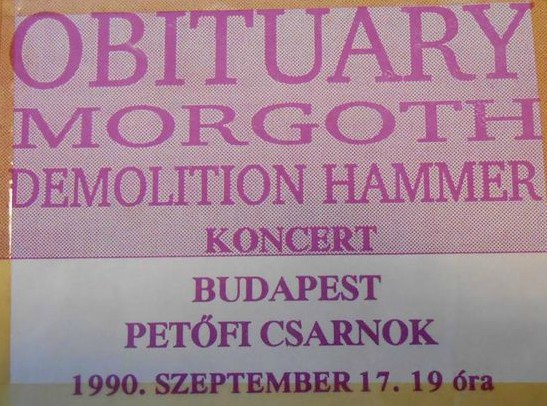 OBITUARY
MORGOTH
DEMOLITION HAMMER
KONCERT
BUDAPEST
PETŐFI CSARNOK
1990. SZEPTEMBER 17. 19 óra